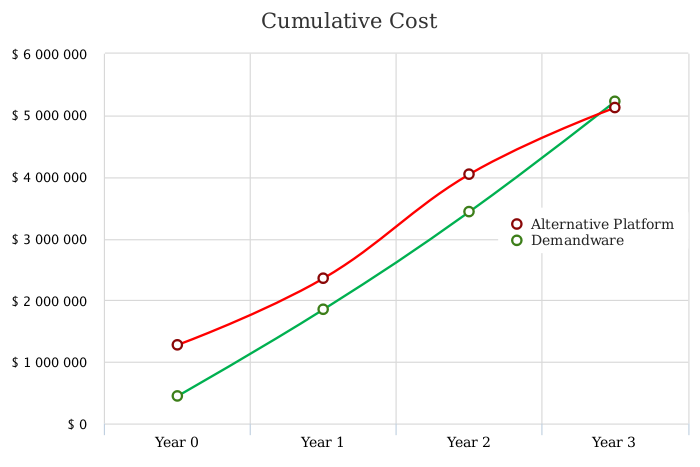 Cumulative Cost
$ 6 000 000
$ 5 000 000
$ 4 000 000
$ 3 000 000
$ 2 000 000
$ 1 000 000
$ 0
Alternative Platform
Demandware
Year 0 Year 1 Year 2 Year 3